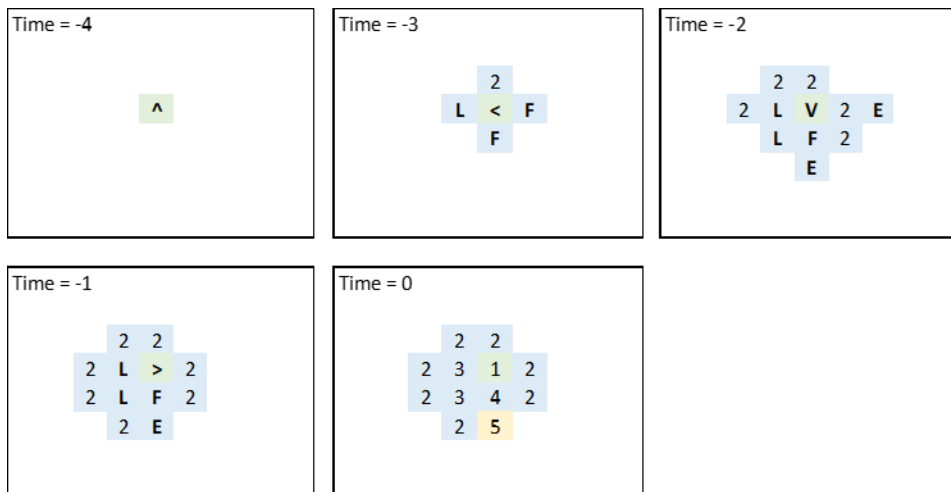 Time = -4
^
Time = -3
2
L < F
F
Time = -2
2 2
2 L V 2 E
L F 2
E
Time = -1
2 2
2 L > 2
2 L F 2
2 E
Time = 0
2 2
2 3 1 2
2 3 4 2
2 5